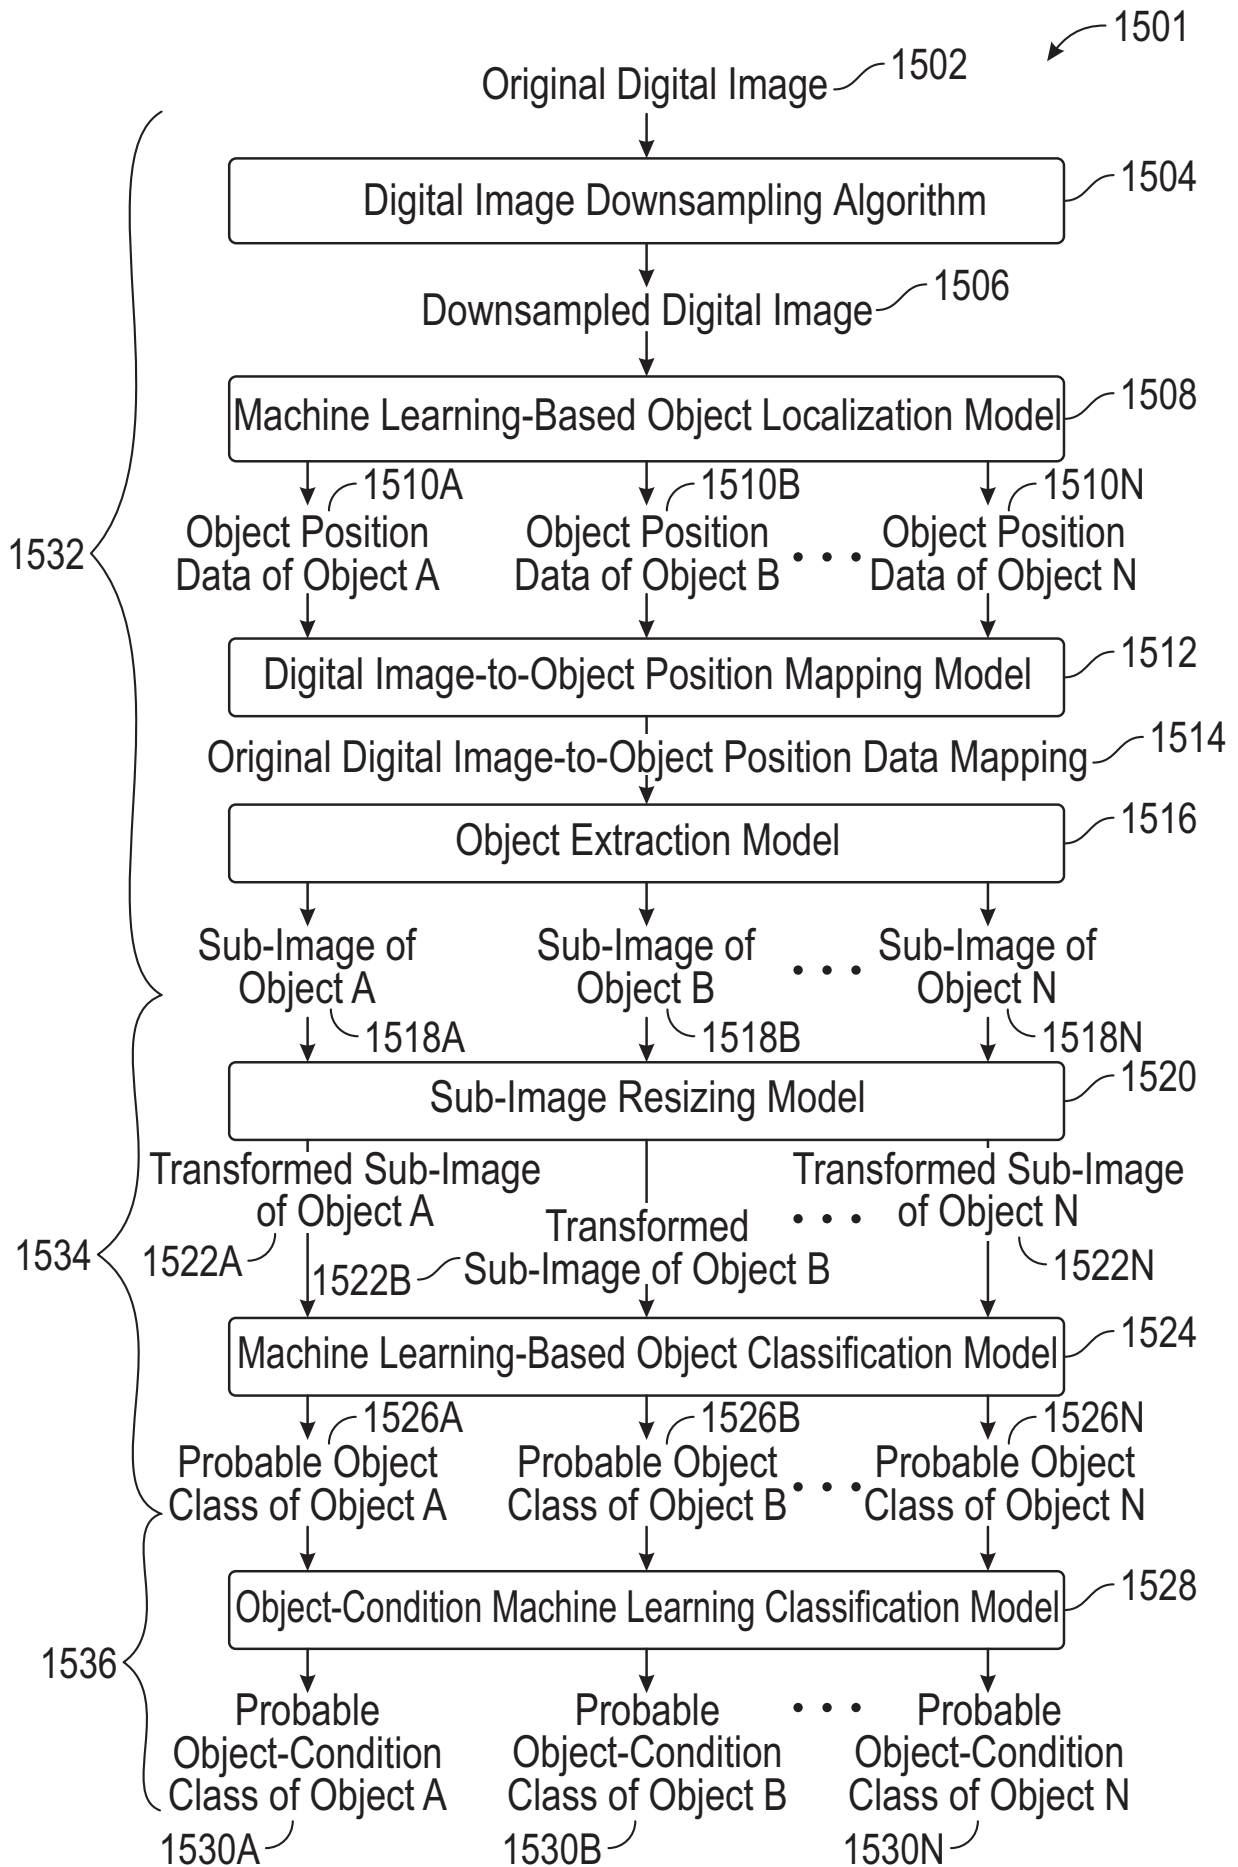 1501
Original Digital Image
1502
Digital Image Downsampling Algorithm
1504
Downsampled Digital Image
1506
Machine Learning-Based Object Localization Model
1508
1510A
1510B
1510N
Object Position
Data of Object A
Object Position
Data of Object B
• • •
Object Position
Data of Object N
1532
Digital Image-to-Object Position Mapping Model
1512
Original Digital Image-to-Object Position Data Mapping
1514
Object Extraction Model
1516
Sub-Image of
Object A
Sub-Image of
Object B
• • •
Sub-Image of
Object N
1518A
1518B
1518N
Sub-Image Resizing Model
1520
Transformed Sub-Image
of Object A
1522A
Transformed
Sub-Image of Object B
1522B
• • •
Transformed Sub-Image
of Object N
1522N
1534
Machine Learning-Based Object Classification Model
1524
1526A
1526B
1526N
Probable Object
Class of Object A
Probable Object
Class of Object B
• • •
Probable Object
Class of Object N
Object-Condition Machine Learning Classification Model
1528
1536
Probable
Object-Condition
Class of Object A
Probable
Object-Condition
Class of Object B
• • •
Probable
Object-Condition
Class of Object N
1530A
1530B
1530N